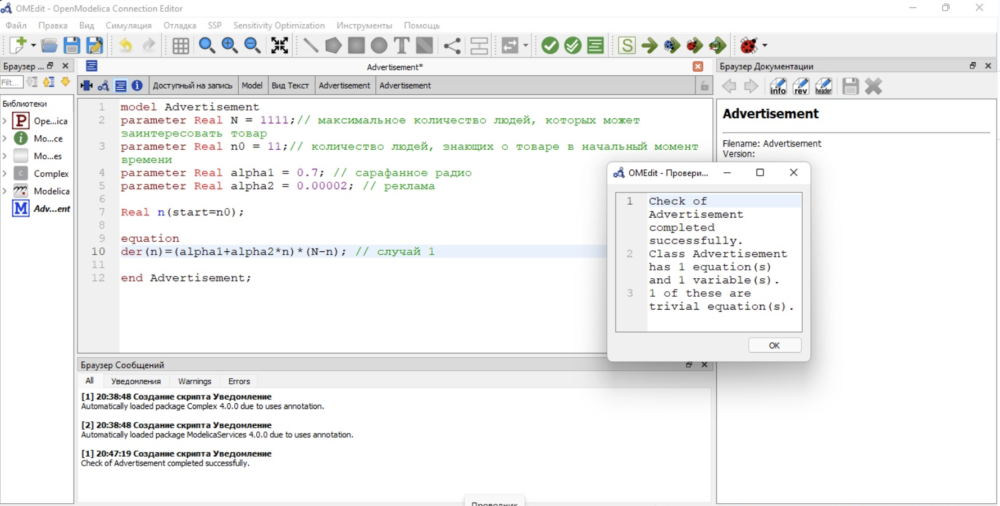 OMEdit - OpenModelica Connection Editor
Файл Правка Вид Симуляция Отладка SSP Sensitivity Optimization Инструменты Помощь
Браузер ...
Advertisement*
Браузер Документации
Filt...
Доступный на запись Model Вид Текст Advertisement Advertisement
info rev header
Библиотеки
P Ope...ica
i Mo...ce
Mo...es
C Complex
Modelica
M Adv...ent
1 model Advertisement
2 parameter Real N = 1111;// максимальное количество людей, которых может
заинтересовать товар
3 parameter Real n0 = 11;// количество людей, знающих о товаре в начальный момент
времени
4 parameter Real alpha1 = 0.7; // сарафанное радио
5 parameter Real alpha2 = 0.00002; // реклама
6
7 Real n(start=n0);
8
9 equation
10 der(n)=(alpha1+alpha2*n)*(N-n); // случай 1
11
12 end Advertisement;
Advertisement
Filename: Advertisement
Version:
OMEdit - Провери...
1 Check of
Advertisement
completed
successfully.
2 Class Advertisement
has 1 equation(s)
and 1 variable(s).
3 1 of these are
trivial equation(s).
OK
Браузер Сообщений
All Уведомления Warnings Errors
[1] 20:38:48 Создание скрипта Уведомление
Automatically loaded package Complex 4.0.0 due to uses annotation.
[2] 20:38:48 Создание скрипта Уведомление
Automatically loaded package ModelicaServices 4.0.0 due to uses annotation.
[1] 20:47:19 Создание скрипта Уведомление
Check of Advertisement completed successfully.
Проводник